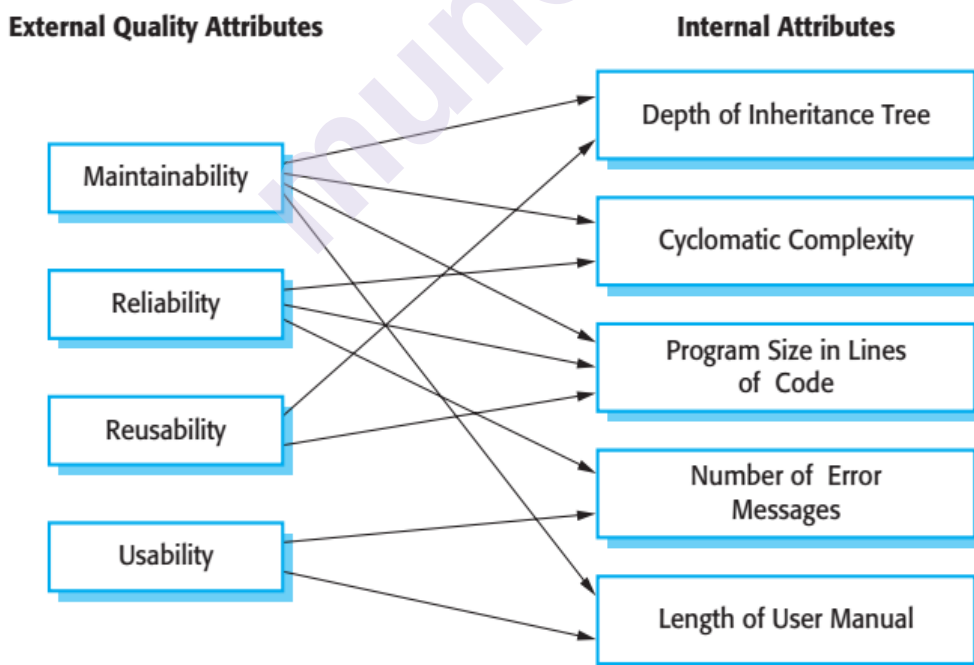 External Quality Attributes
Internal Attributes
Maintainability
Reliability
Reusability
Usability
Depth of Inheritance Tree
Cyclomatic Complexity
Program Size in Lines
of Code
Number of Error
Messages
Length of User Manual